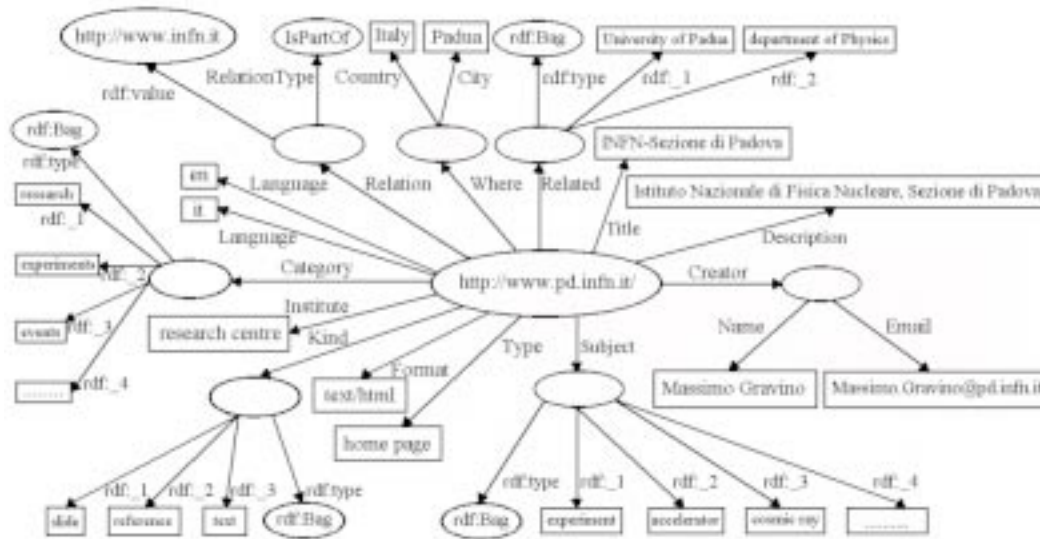 http://www.infn.it
IsPartOf
Italy
Padua
rdf:Bag
University of Padua
department of Physics
RelationType
Country
City
rdf:type
rdf:_1
rdf:_2
rdf:value
rdf:Bag
rdf:type
INFN-Sezione di Padova
en
Language
Relation
Where
Related
research
Istituto Nazionale di Fisica Nucleare, Sezione di Padova
it
rdf:_1
Language
Title
Description
experiments
rdf:_2
Category
http://www.pd.infn.it/
Creator
Institute
events
rdf:_3
research centre
Kind
Type
Subject
Name
Email
Format
rdf:_4
........
text/html
Massimo Gravino
Massimo.Gravino@pd.infn.it
home page
rdf:_1
rdf:_2
rdf:_3
rdf:type
rdf:type
rdf:_1
rdf:_2
rdf:_3
rdf:_4
slide
reference
text
rdf:Bag
rdf:Bag
experiment
accelerator
cosmic ray
........